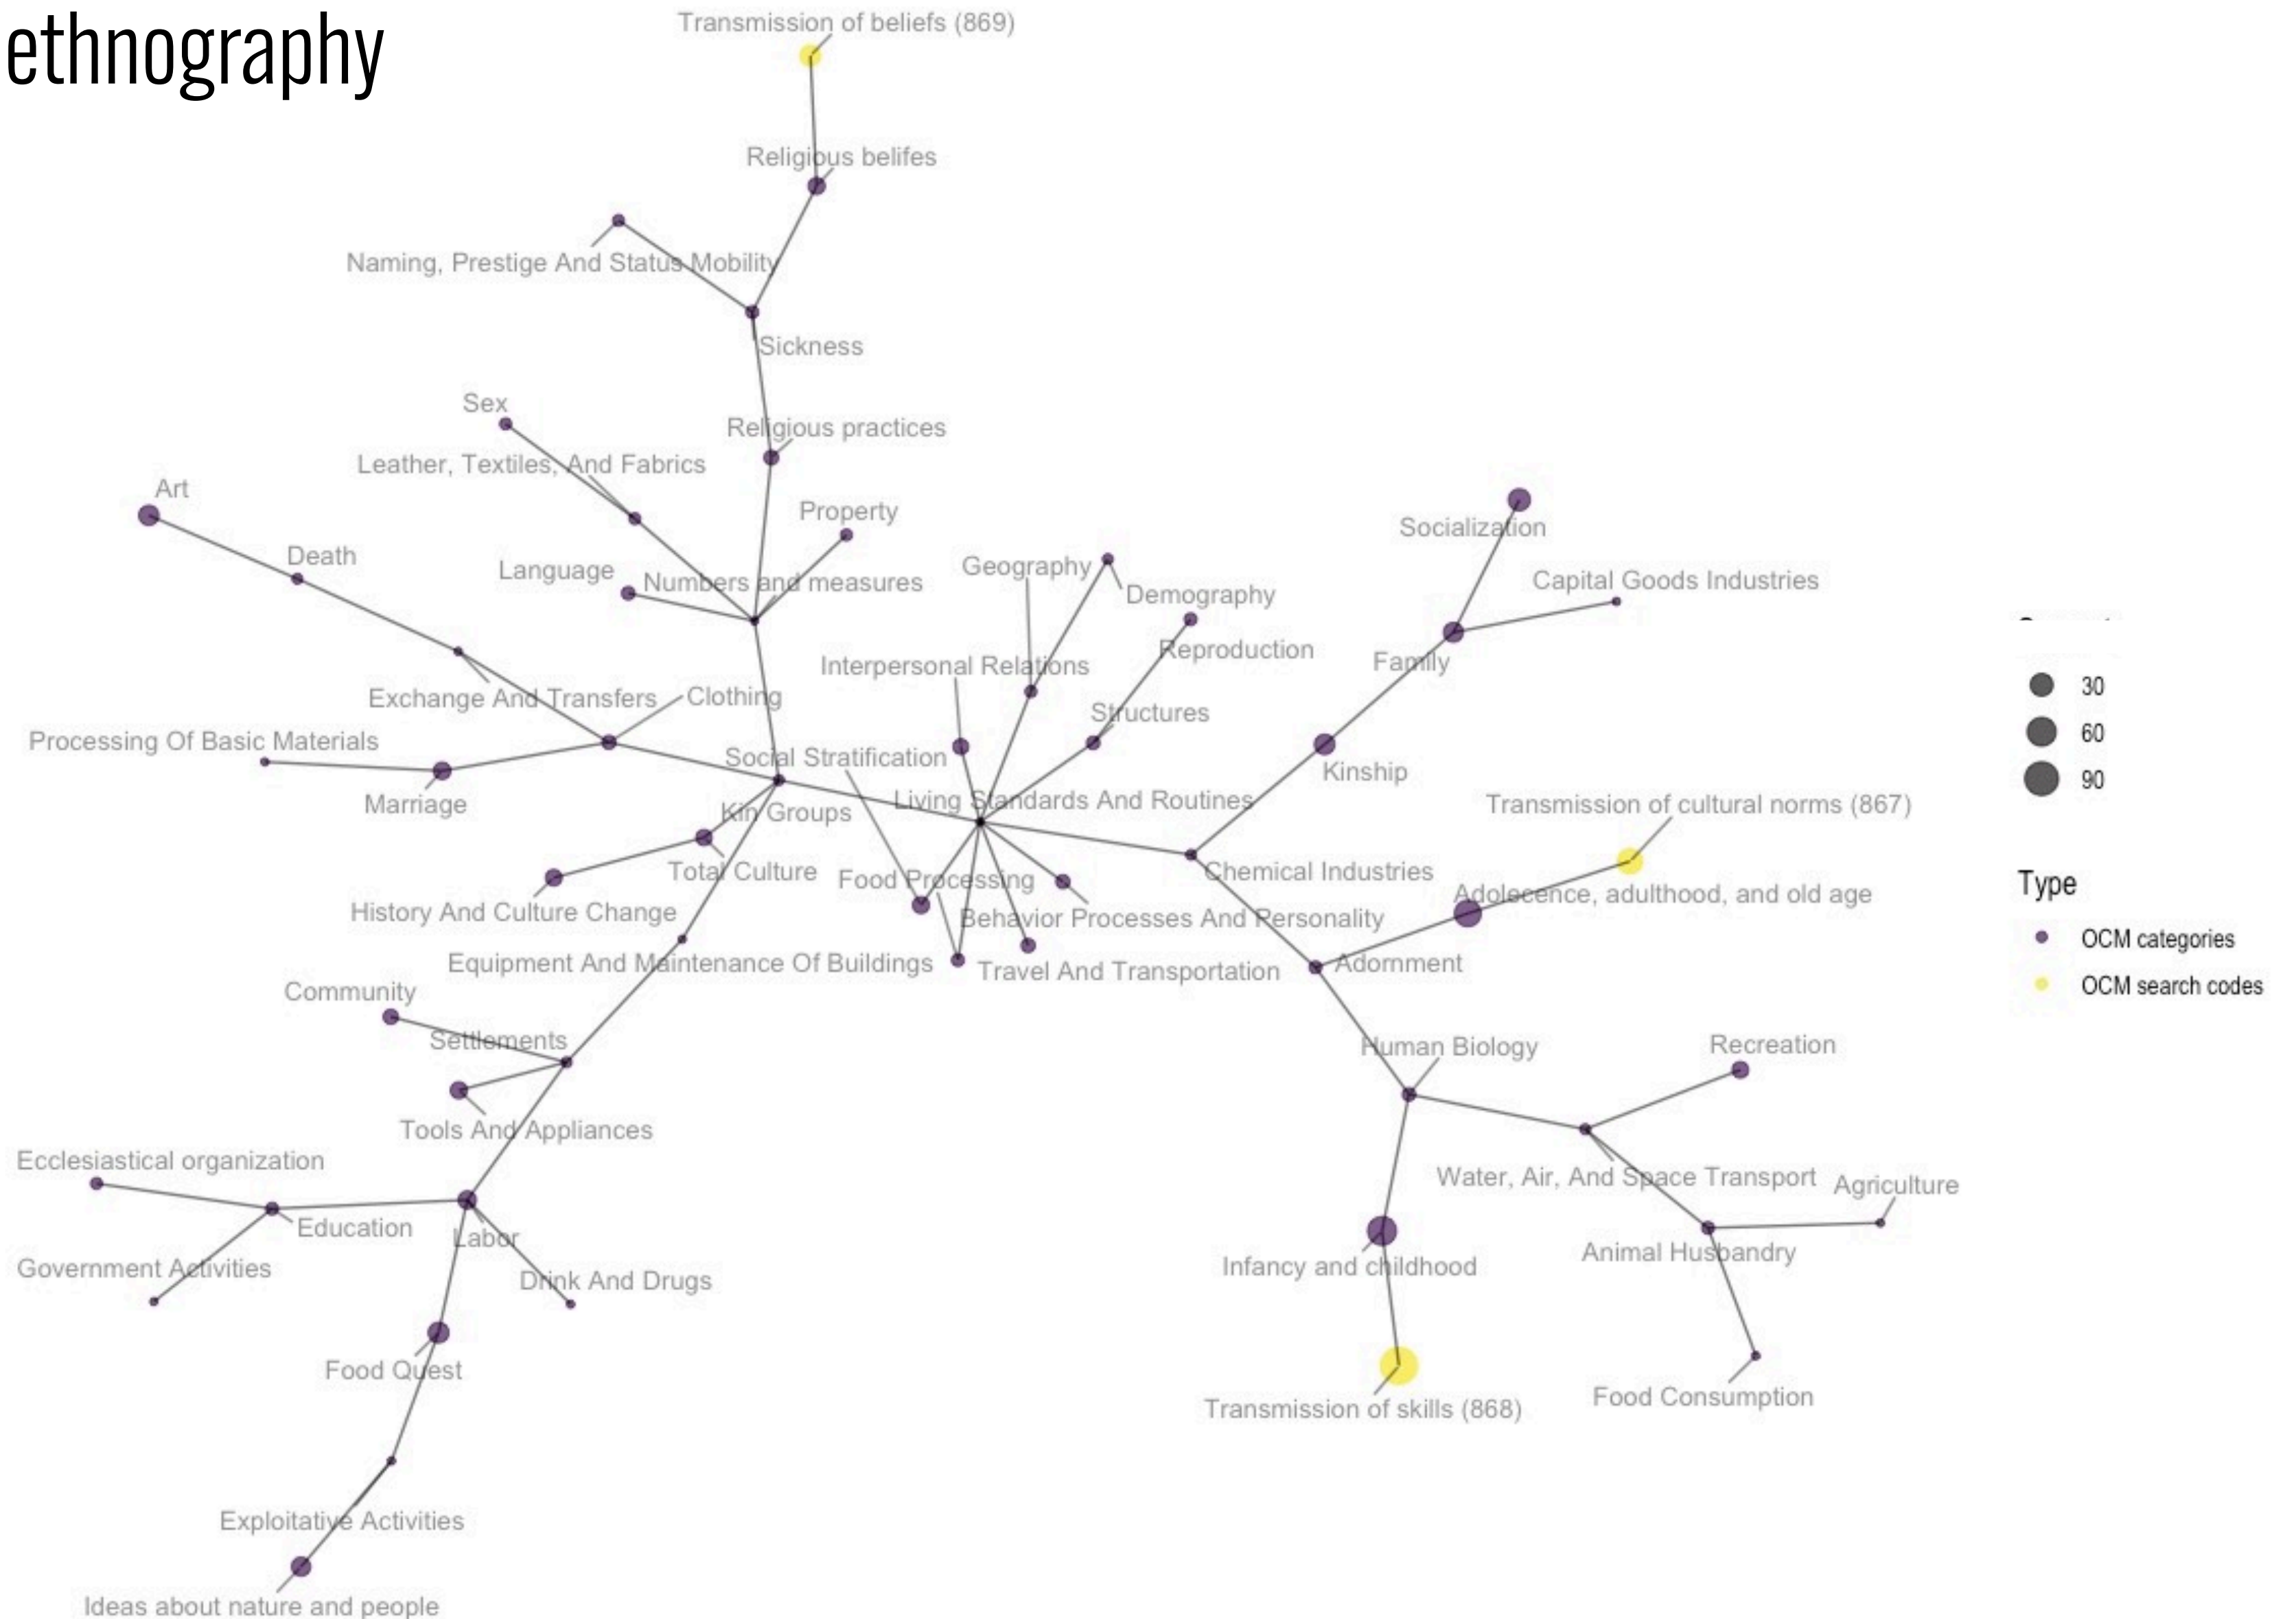 ethnography
Transmission of beliefs (869)
Religious belifes
Naming, Prestige And Status Mobility
Sickness
Sex
Religious practices
Leather, Textiles, And Fabrics
Art
Property
Socialization
Death
Geography
Language
Numbers and measures
Capital Goods Industries
Demography
Reproduction
Interpersonal Relations
Family
30
Exchange And Transfers
Clothing
Structures
60
Processing Of Basic Materials
Social Stratification
Kinship
90
Marriage
Living Standards And Routines
Transmission of cultural norms (867)
Kin Groups
Total Culture
Food Processing
Chemical Industries
Type
Adolecence, adulthood, and old age
History And Culture Change
Behavior Processes And Personality
OCM categories
Equipment And Maintenance Of Buildings
Travel And Transportation
Adornment
OCM search codes
Community
Settlements
Human Biology
Recreation
Tools And Appliances
Ecclesiastical organization
Water, Air, And Space Transport
Agriculture
Education
Labor
Government Activities
Infancy and childhood
Animal Husbandry
Drink And Drugs
Food Quest
Food Consumption
Transmission of skills (868)
Exploitative Activities
Ideas about nature and people